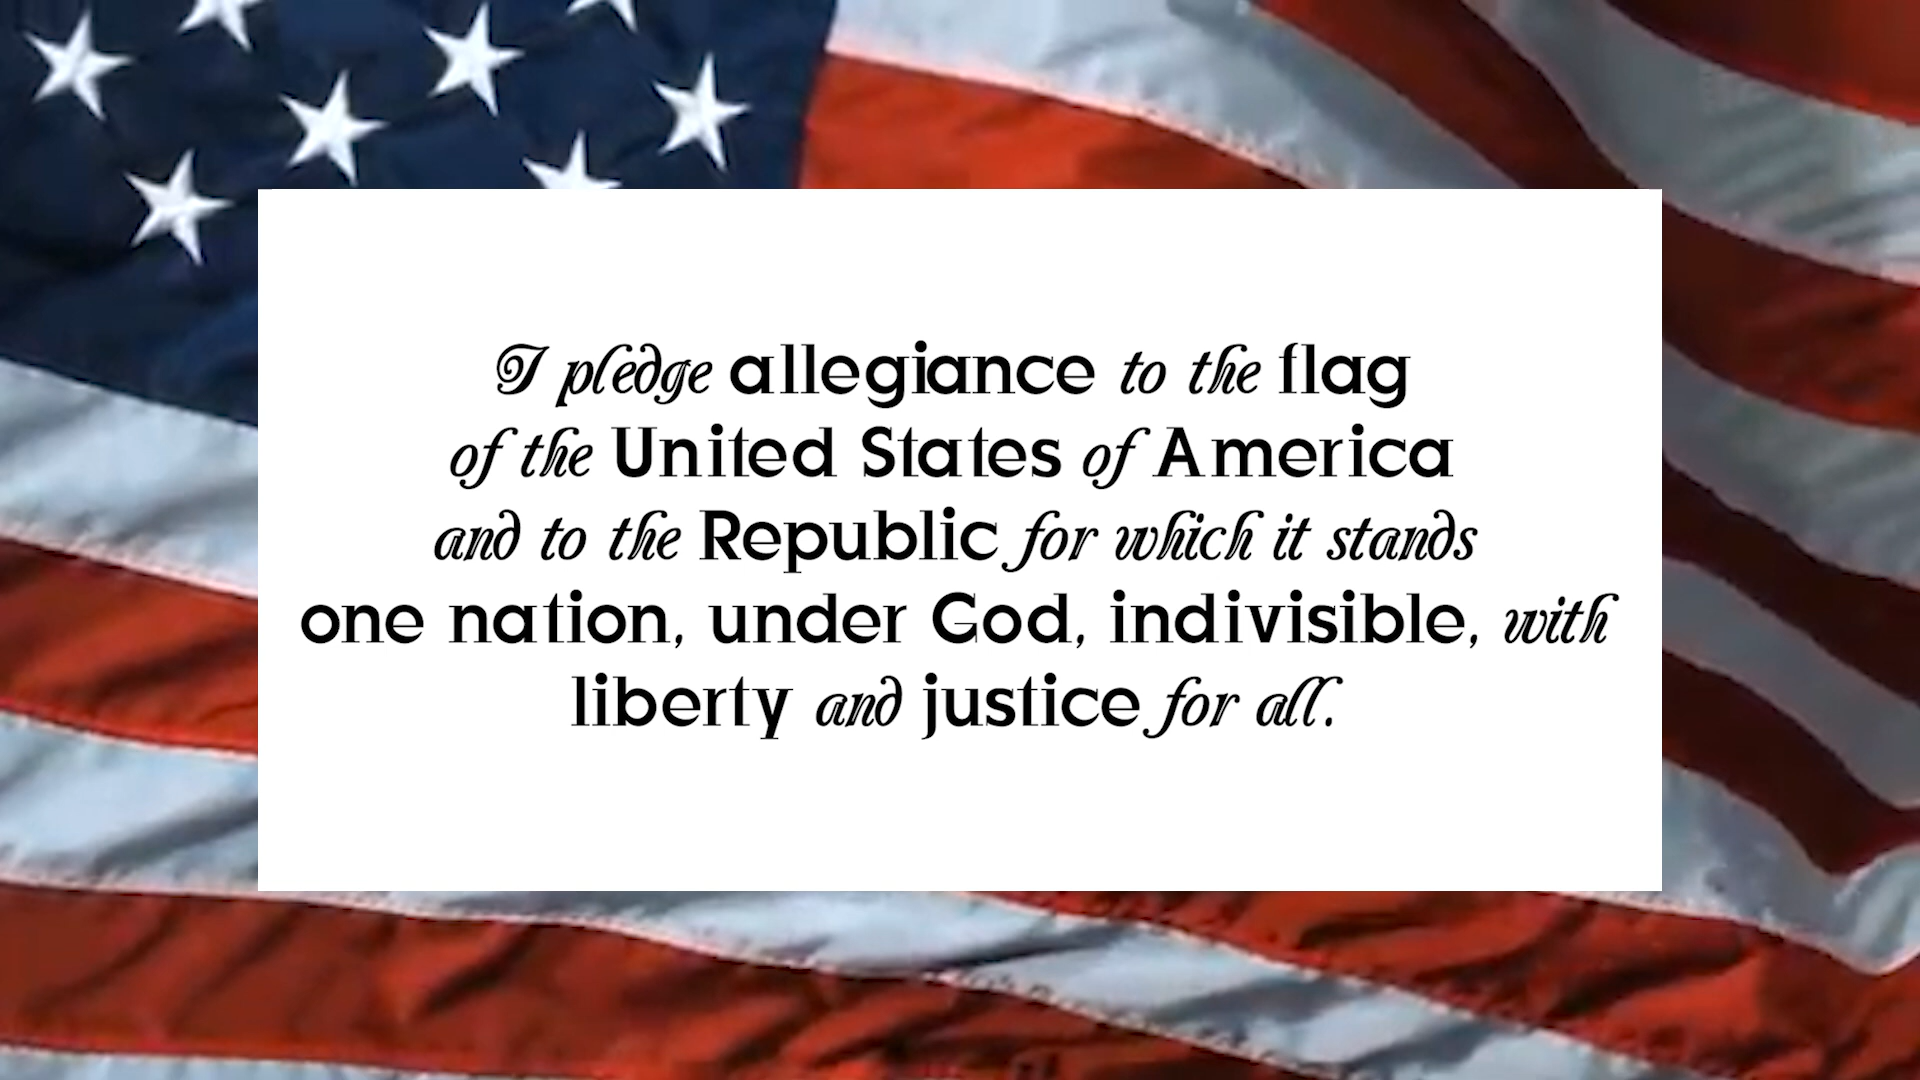 I pledge allegiance to the flag
of the United States of America
and to the Republic for which it stands
one nation, under God, indivisible, with
liberty and justice for all.